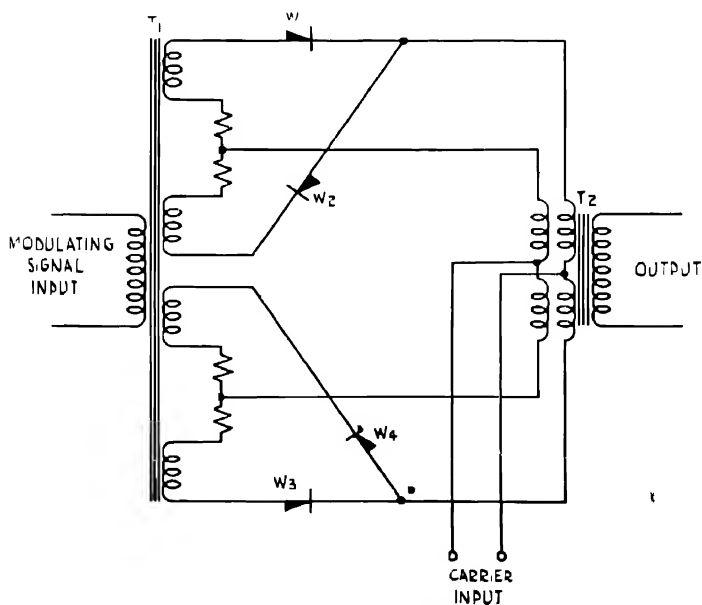 T1
W
W2
T2
MODULATING
SIGNAL
INPUT
OUTPUT
W4
W3
CARRIER
INPUT